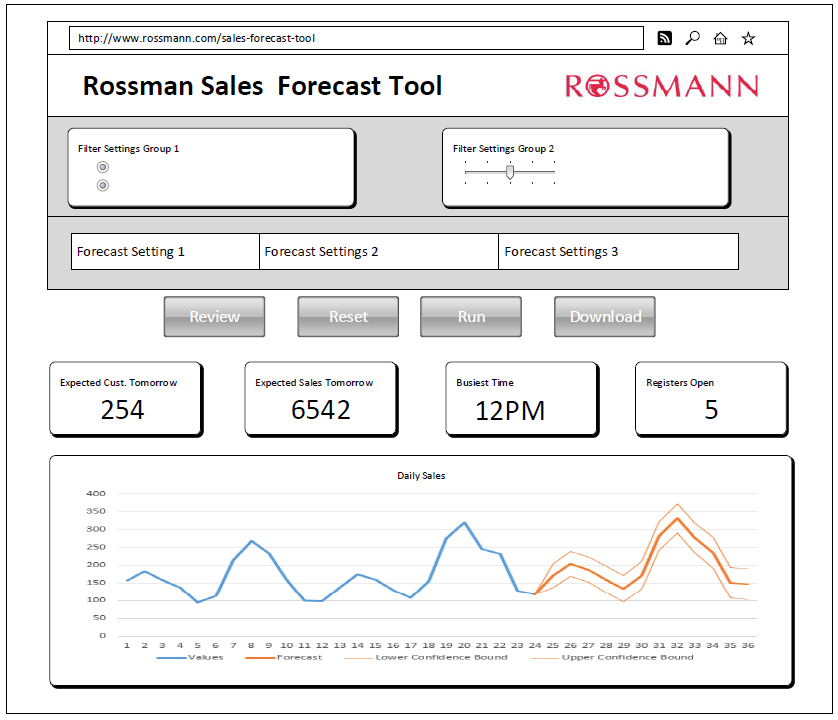 http://www.rossmann.com/sales-forecast-tool
Rossman Sales Forecast Tool
ROSSMANN
Filter Settings Group 1
Filter Settings Group 2
Forecast Setting 1
Forecast Settings 2
Forecast Settings 3
Review
Reset
Run
Download
Expected Cust. Tomorrow
254
Expected Sales Tomorrow
6542
Busiest Time
12PM
Registers Open
5
Daily Sales
400
350
300
250
200
150
100
50
0
1 2 3 4 5 6 7 8 9 10 11 12 13 14 15 16 17 18 19 20 21 22 23 24 25 26 27 28 29 30 31 32 33 34 35 36
Values Forecast Lower Confidence Bound Upper Confidence Bound